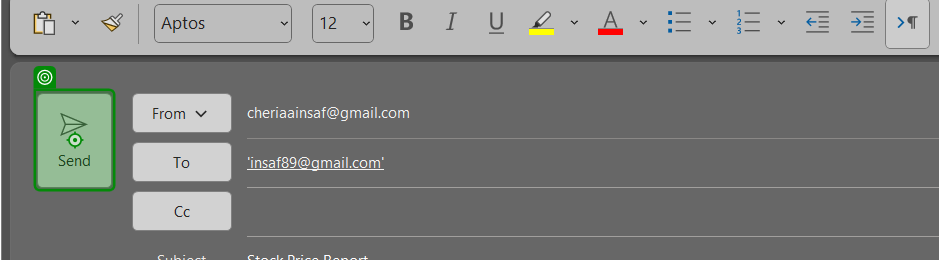 Aptos 12 B I U A
From cheriaainsaf@gmail.com
Send To 'insaf89@gmail.com'
Cc
Subject Stock Price Report